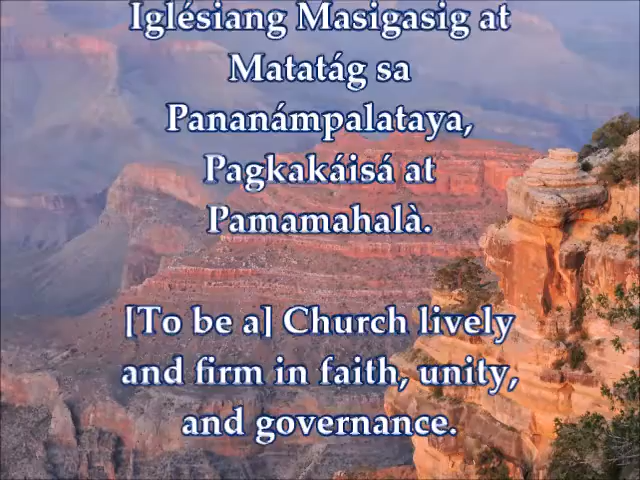 Iglésiang Masigasig at
Matatág sa
Pananámpalataya,
Pagkakáisá at
Pamamahalà.
[To be a] Church lively
and firm in faith, unity,
and governance.